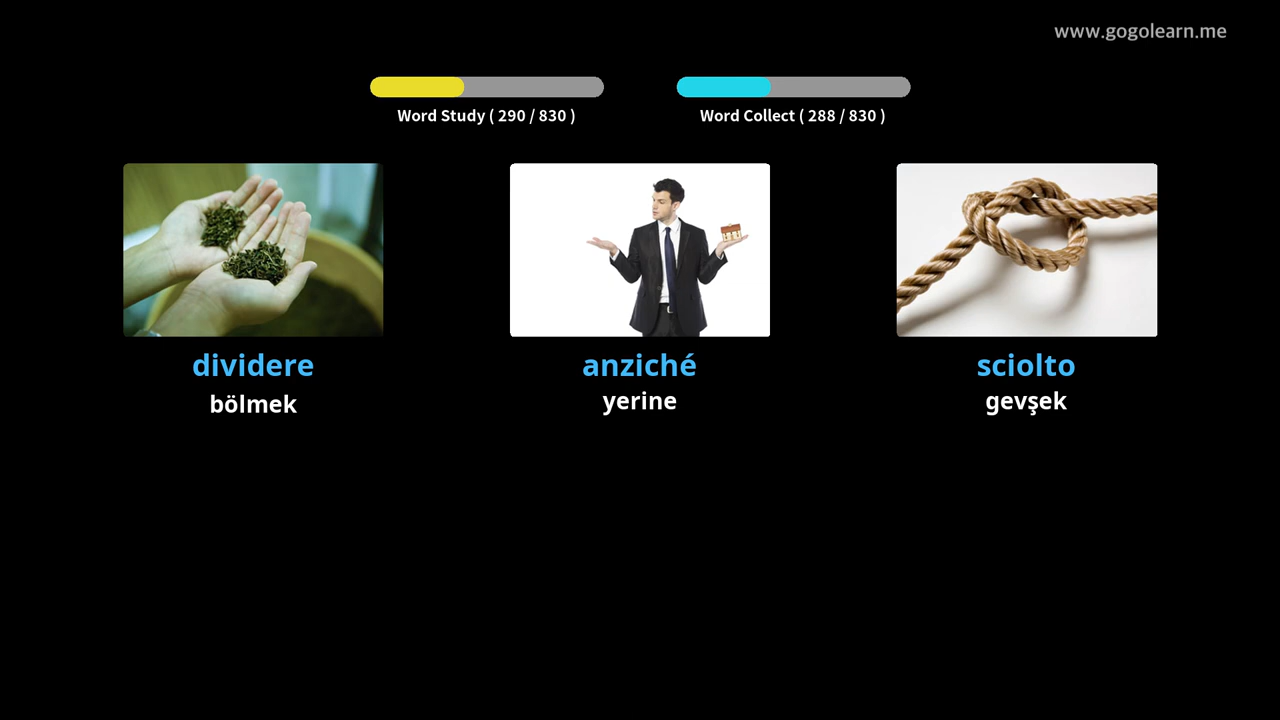 www.gogolearn.me
Word Study ( 290 / 830 )
Word Collect ( 288 / 830 )
dividere
bölmek
anziché
yerine
sciolto
gevşek